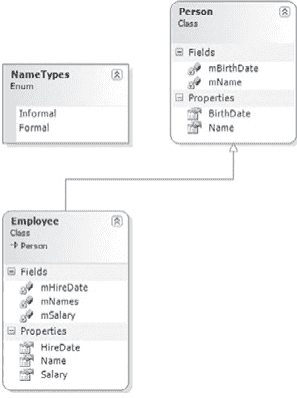 Person
Class
Fields
mBirthDate
mName
Properties
BirthDate
Name
NameTypes
Enum
Informal
Formal
Employee
Class
Person
Fields
mHireDate
mNames
mSalary
Properties
HireDate
Name
Salary